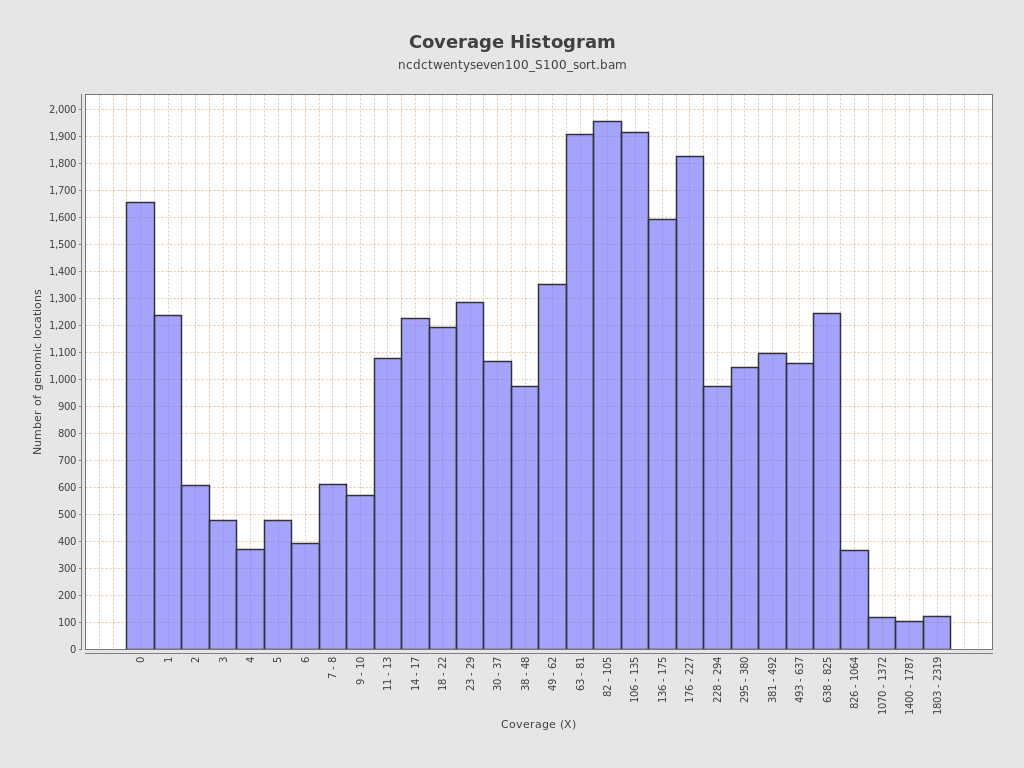 Coverage Histogram
ncdctwentyseven100_S100_sort.bam
Number of genomic locations
2,000
1,900
1,800
1,700
1,600
1,500
1,400
1,300
1,200
1,100
1,000
900
800
700
600
500
400
300
200
100
0
0
1
2
3
4
5
6
7 - 8
9 - 10
11 - 13
14 - 17
18 - 22
23 - 29
30 - 37
38 - 48
49 - 62
63 - 81
82 - 105
106 - 135
136 - 175
176 - 227
228 - 294
295 - 380
381 - 492
493 - 637
638 - 825
826 - 1064
1070 - 1372
1400 - 1787
1803 - 2319
Coverage (X)